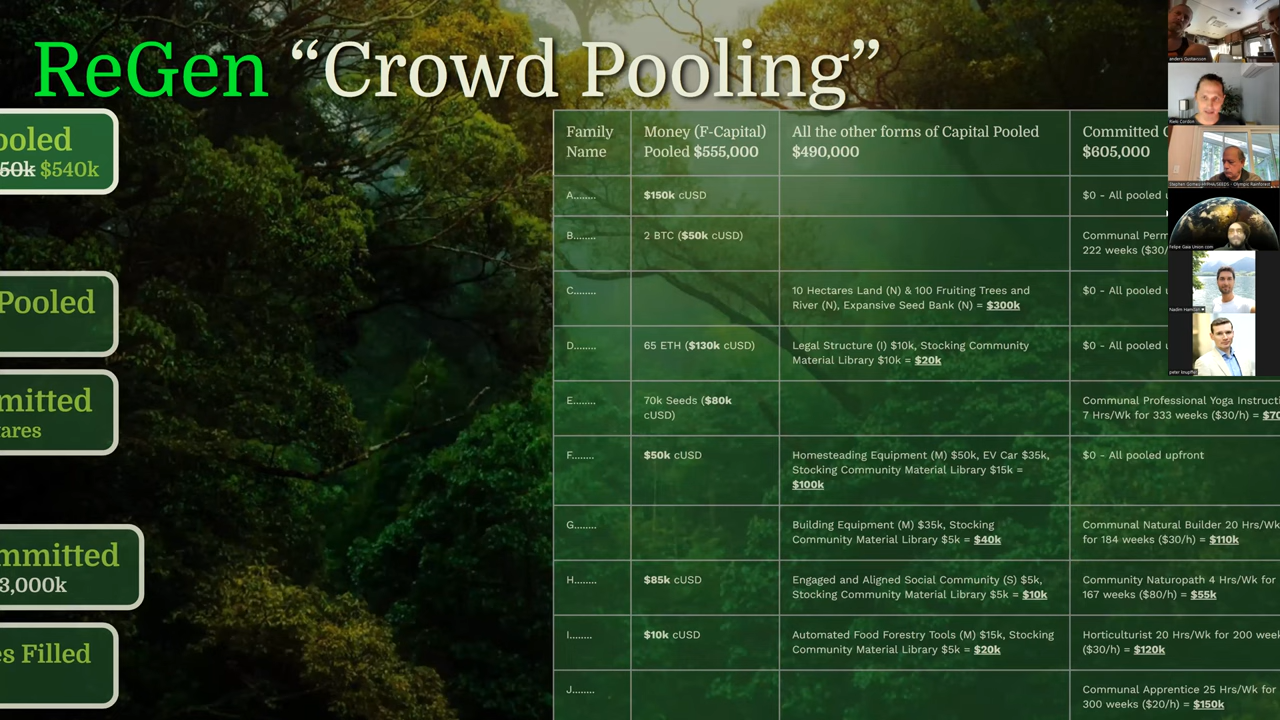 ReGen “Crowd Pooling”
ooled
50k $540k
Pooled
mitted
ares
mmitted
3,000k
es Filled
Family Name
Money (F-Capital) Pooled $555,000
All the other forms of Capital Pooled $490,000
Committed C
$605,000
A........
$150k cUSD
$0 - All pooled u
B........
2 BTC ($50k cUSD)
Communal Perm
222 weeks ($30/
C........
10 Hectares Land (N) & 100 Fruiting Trees and
River (N), Expansive Seed Bank (N) = $300k
$0 - All pooled u
D........
65 ETH ($130k cUSD)
Legal Structure (I) $10k, Stocking Community
Material Library $10k = $20k
$0 - All pooled u
E........
70k Seeds ($80k
cUSD)
Communal Professional Yoga Instructi
7 Hrs/Wk for 333 weeks ($30/h) = $70
F........
$50k cUSD
Homesteading Equipment (M) $50k, EV Car $35k,
Stocking Community Material Library $15k =
$100k
$0 - All pooled upfront
G........
Building Equipment (M) $35k, Stocking
Community Material Library $5k = $40k
Communal Natural Builder 20 Hrs/Wk
for 184 weeks ($30/h) = $110k
H........
$85k cUSD
Engaged and Aligned Social Community (S) $5k,
Stocking Community Material Library $5k = $10k
Community Naturopath 4 Hrs/Wk for
167 weeks ($80/h) = $55k
I........
$10k cUSD
Automated Food Forestry Tools (M) $15k, Stocking
Community Material Library $5k = $20k
Horticulturist 20 Hrs/Wk for 200 week
($30/h) = $120k
J........
Communal Apprentice 25 Hrs/Wk for
300 weeks ($20/h) = $150k